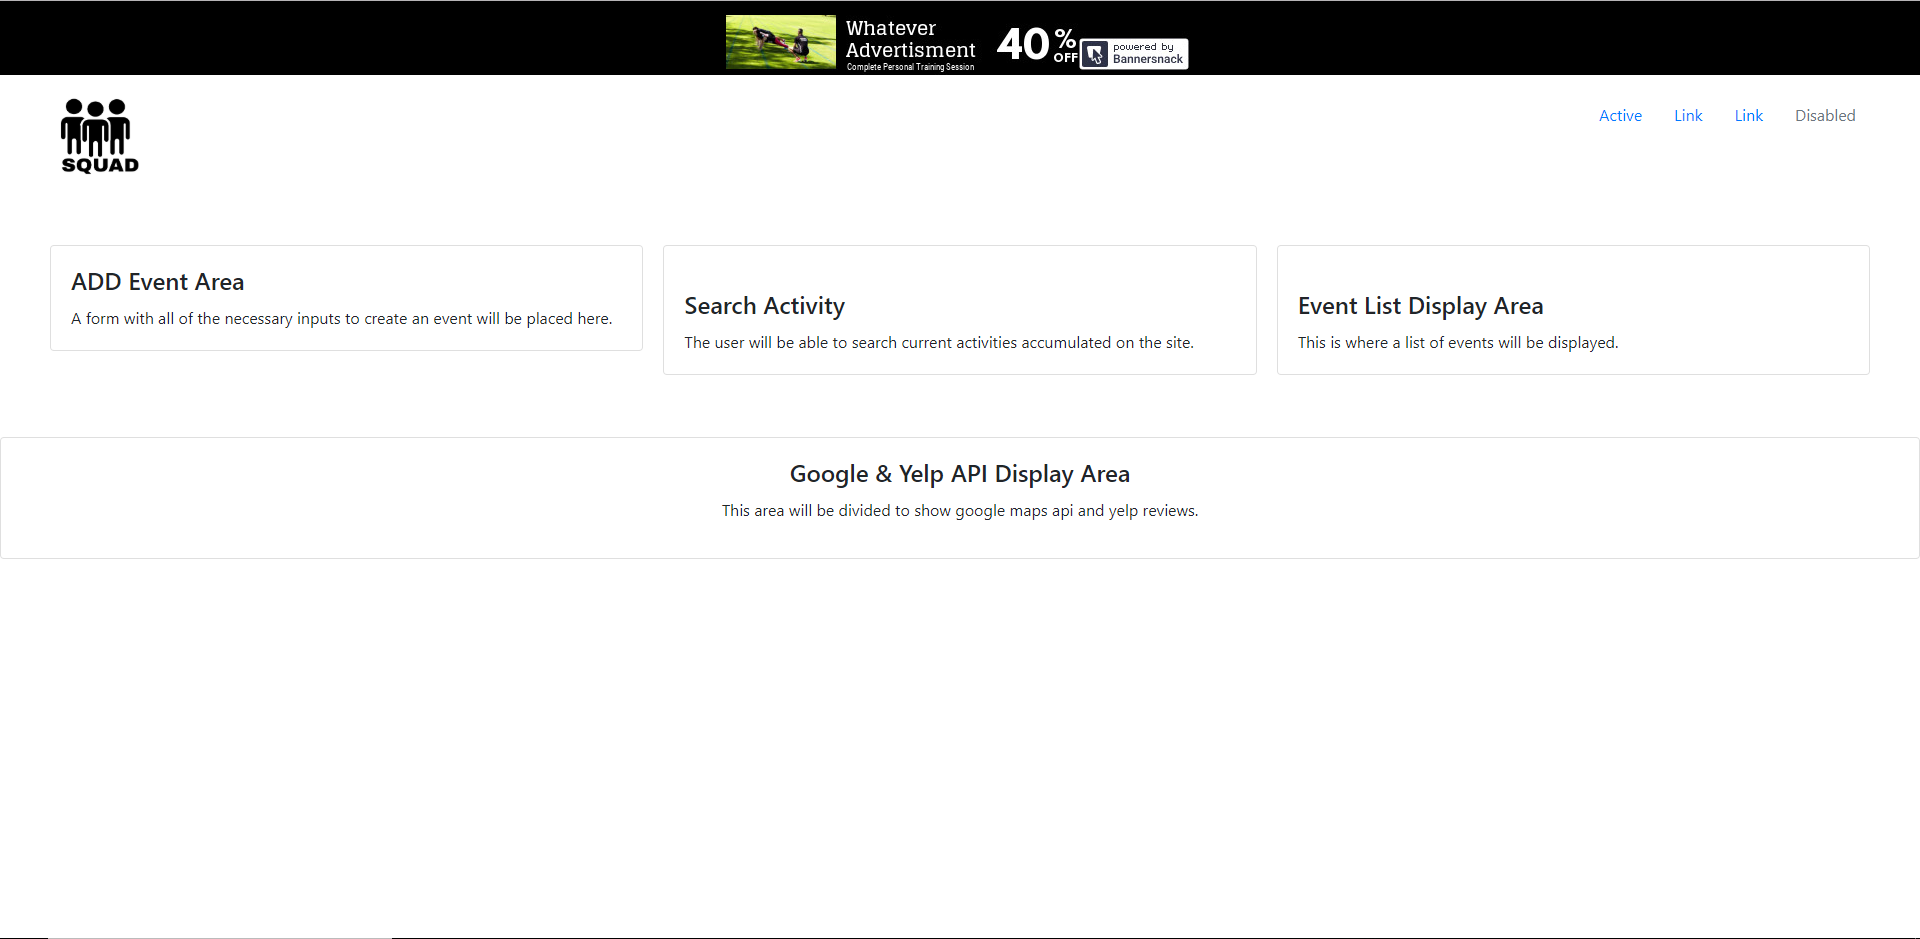 Whatever
Advertisment
Complete Personal Training Session
40 % OFF
powered by
Bannersnack
SQUAD
Active Link Link Disabled
ADD Event Area
A form with all of the necessary inputs to create an event will be placed here.
Search Activity
The user will be able to search current activities accumulated on the site.
Event List Display Area
This is where a list of events will be displayed.
Google & Yelp API Display Area
This area will be divided to show google maps api and yelp reviews.